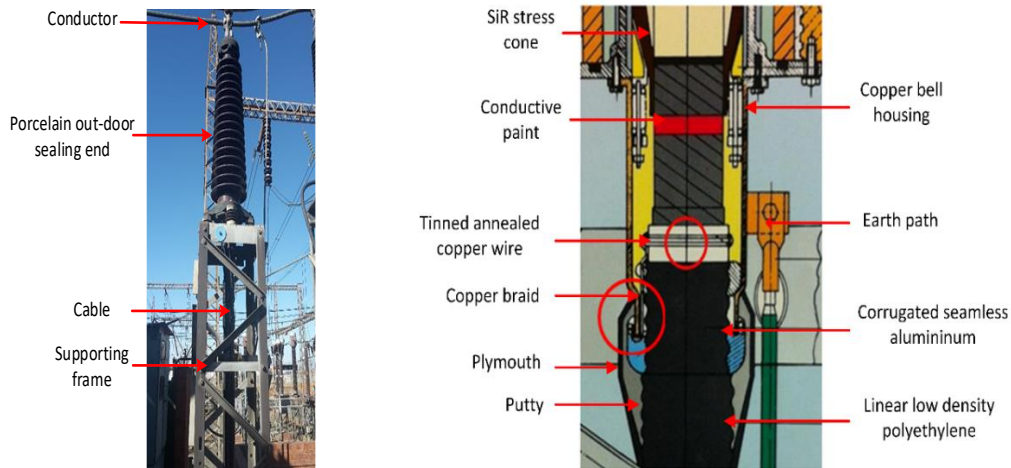 Conductor
Porcelain out-door
sealing end
Cable
Supporting
frame
SiR stress
cone
Conductive
paint
Tinned annealed
copper wire
Copper braid
Plymouth
Putty
Copper bell
housing
Earth path
Corrugated seamless
alumininum
Linear low density
polyethylene